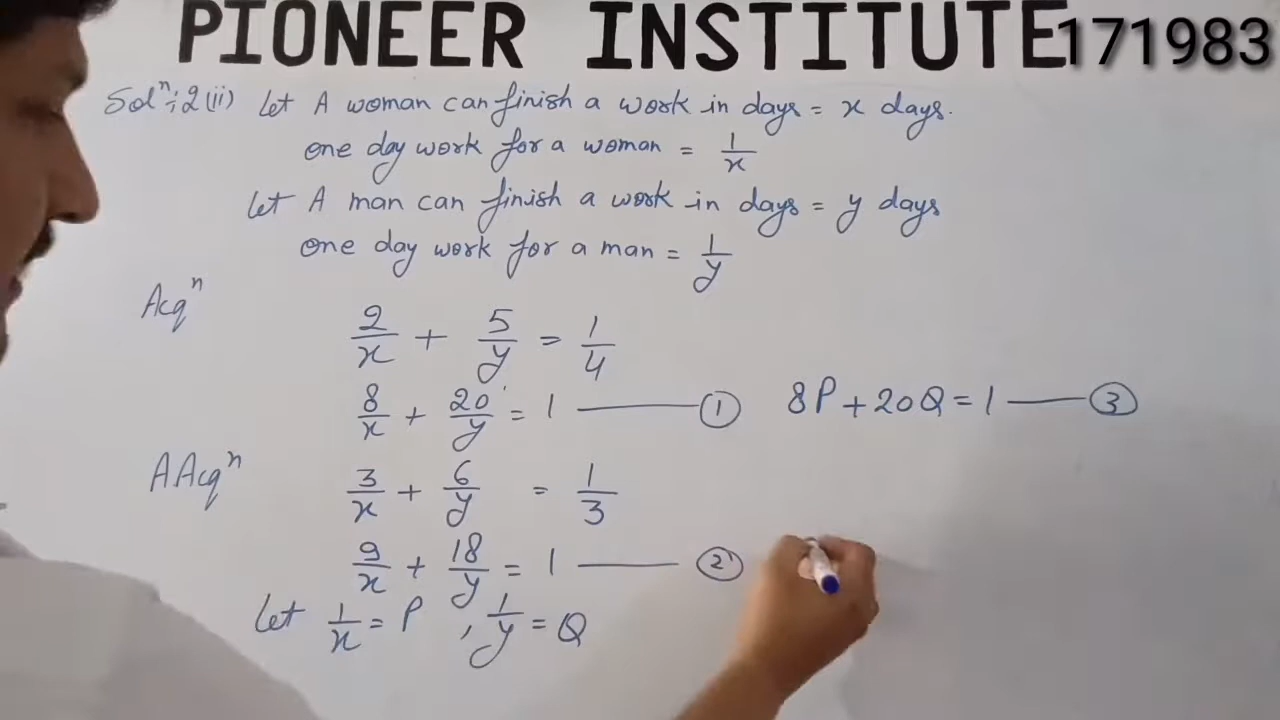 PIONEER INSTITUTE 171983
Solⁿ:- 2(ii) Let A woman can finish a work in days = x days.
one day work for a woman = 1/x
Let A man can finish a work in days = y days
one day work for a man = 1/y
Acqⁿ
2/x + 5/y = 1/4
8/x + 20/y = 1 —— ① 8P + 20Q = 1 —— ③
AAcqⁿ
3/x + 6/y = 1/3
9/x + 18/y = 1 —— ②
Let 1/x = P , 1/y = Q